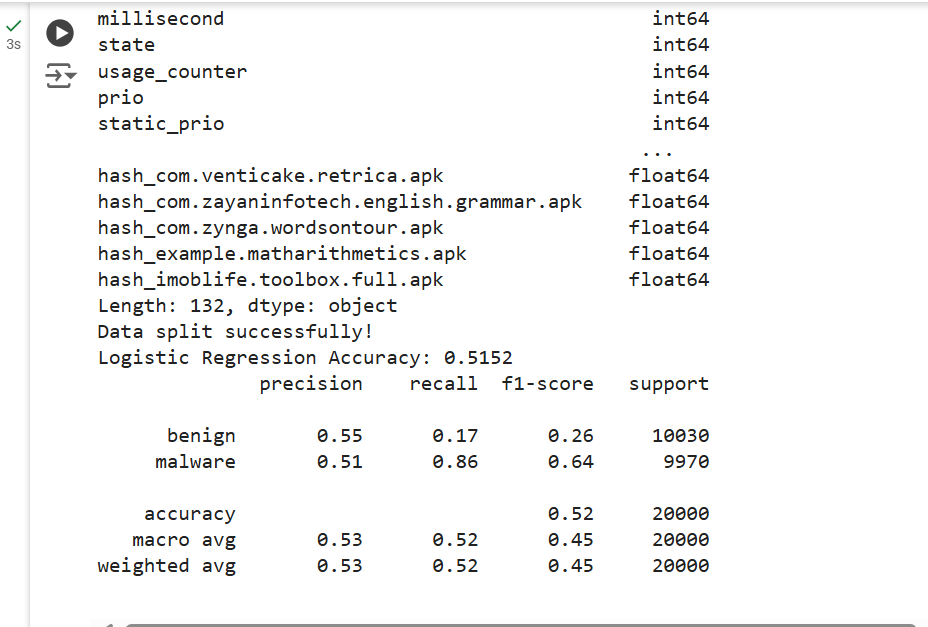 3s
millisecond int64
state int64
usage_counter int64
prio int64
static_prio int64
...
hash_com.venticake.retrica.apk float64
hash_com.zayaninfotech.english.grammar.apk float64
hash_com.zynga.wordsontour.apk float64
hash_example.matharithmetics.apk float64
hash_imoblife.toolbox.full.apk float64
Length: 132, dtype: object
Data split successfully!
Logistic Regression Accuracy: 0.5152
precision recall f1-score support
benign 0.55 0.17 0.26 10030
malware 0.51 0.86 0.64 9970
accuracy 0.52 20000
macro avg 0.53 0.52 0.45 20000
weighted avg 0.53 0.52 0.45 20000